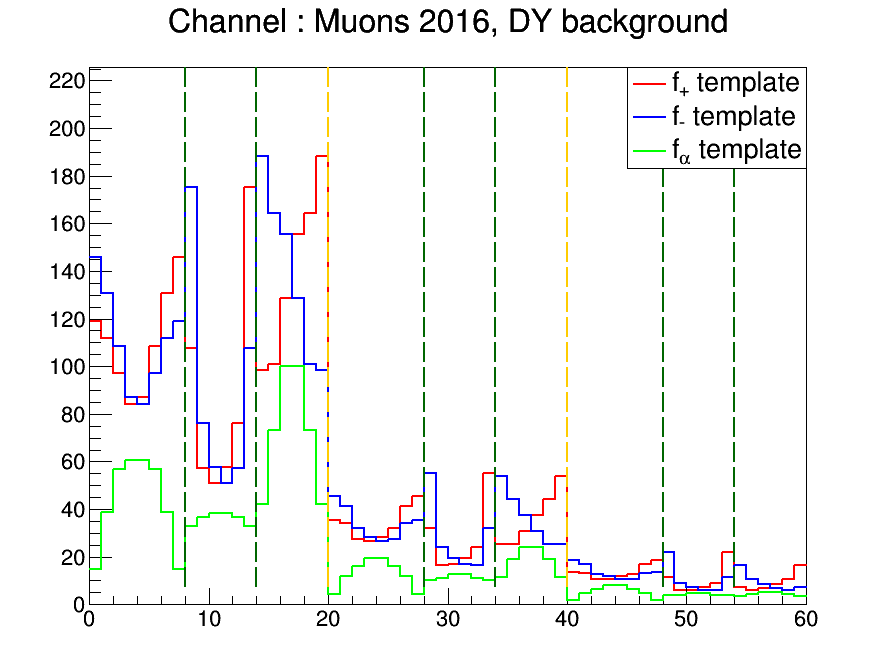 Channel : Muons 2016, DY background
f+ template
f- template
fα template
220
200
180
160
140
120
100
80
60
40
20
0
0 10 20 30 40 50 60